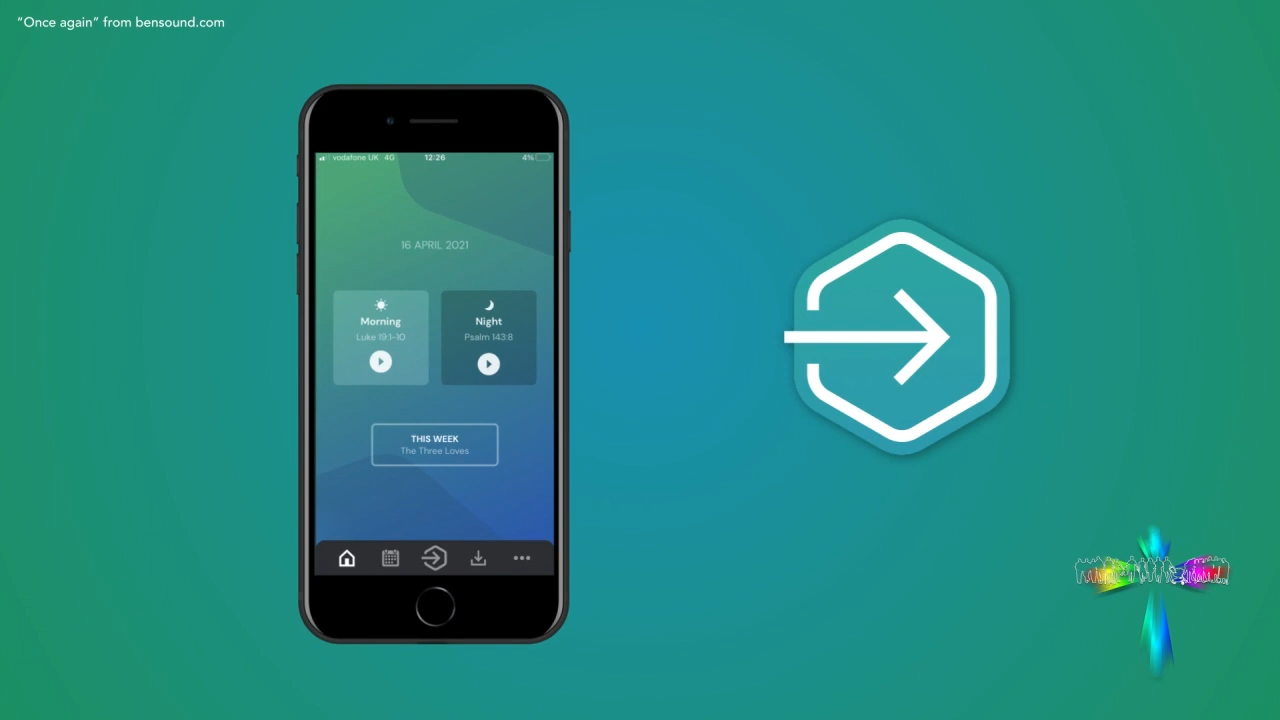 “Once again” from bensound.com
vodafone UK 4G 12:26 4%
16 APRIL 2021
Morning
Luke 19:1-10
Night
Psalm 143:8
THIS WEEK
The Three Loves